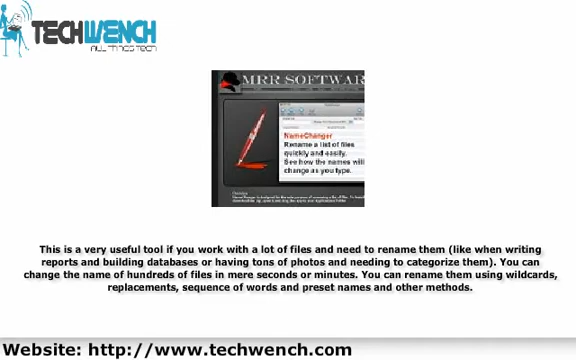 TECHWENCH
ALL THINGS TECH
MRR SOFTWAR
NameChanger
Rename a list of files
quickly and easily.
See how the names will
change as you type.
This is a very useful tool if you work with a lot of files and need to rename them (like when writing
reports and building databases or having tons of photos and needing to categorize them). You can
change the name of hundreds of files in mere seconds or minutes. You can rename them using wildcards,
replacements, sequence of words and preset names and other methods.
Website: http://www.techwench.com